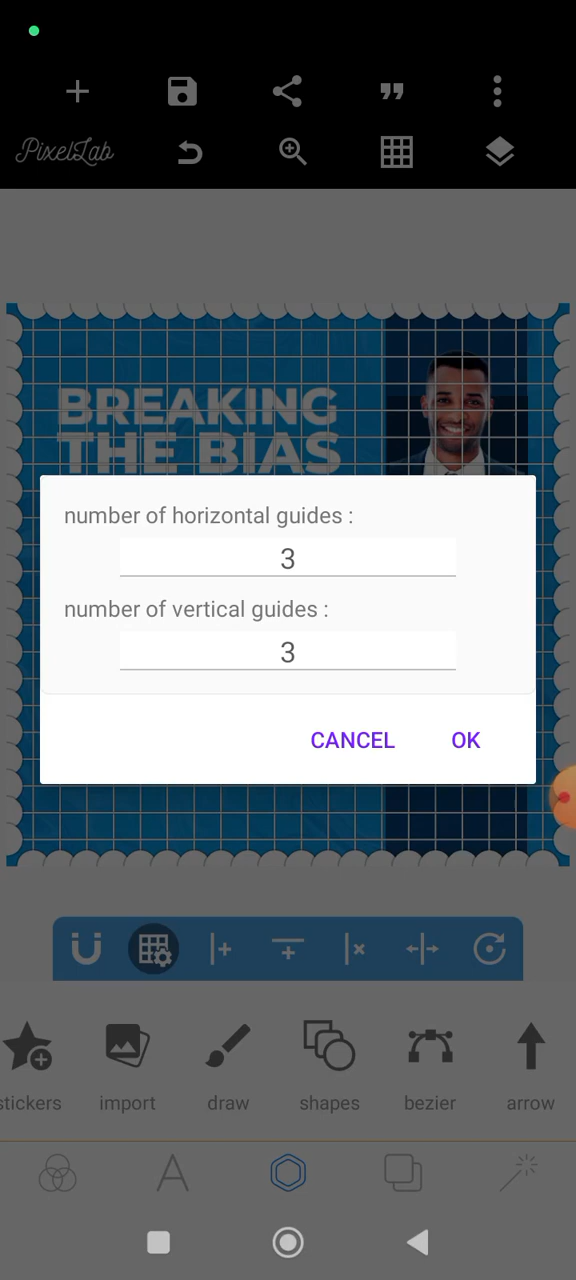 PixelLab
BREAKING
THE BIAS
number of horizontal guides :
3
number of vertical guides :
3
CANCEL OK
stickers import draw shapes bezier arrow